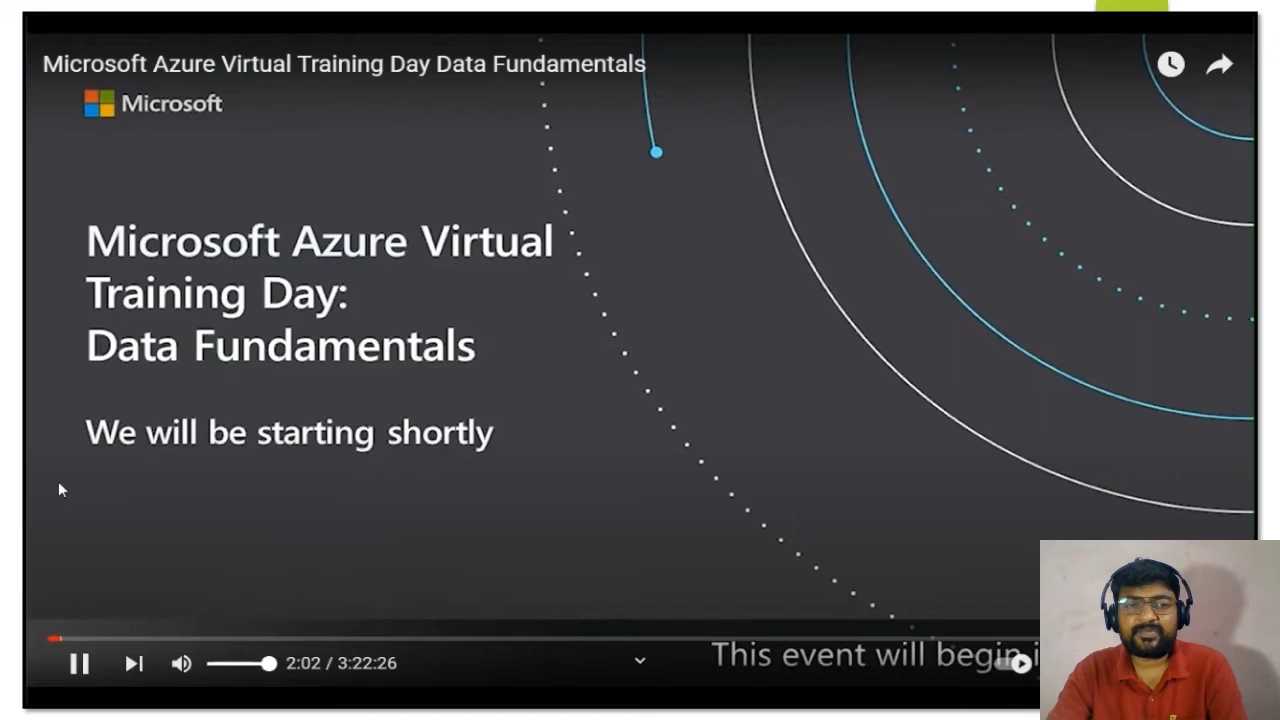 Microsoft Azure Virtual Training Day Data Fundamentals
Microsoft
Microsoft Azure Virtual
Training Day:
Data Fundamentals
We will be starting shortly
This event will begin
2:02 / 3:22:26